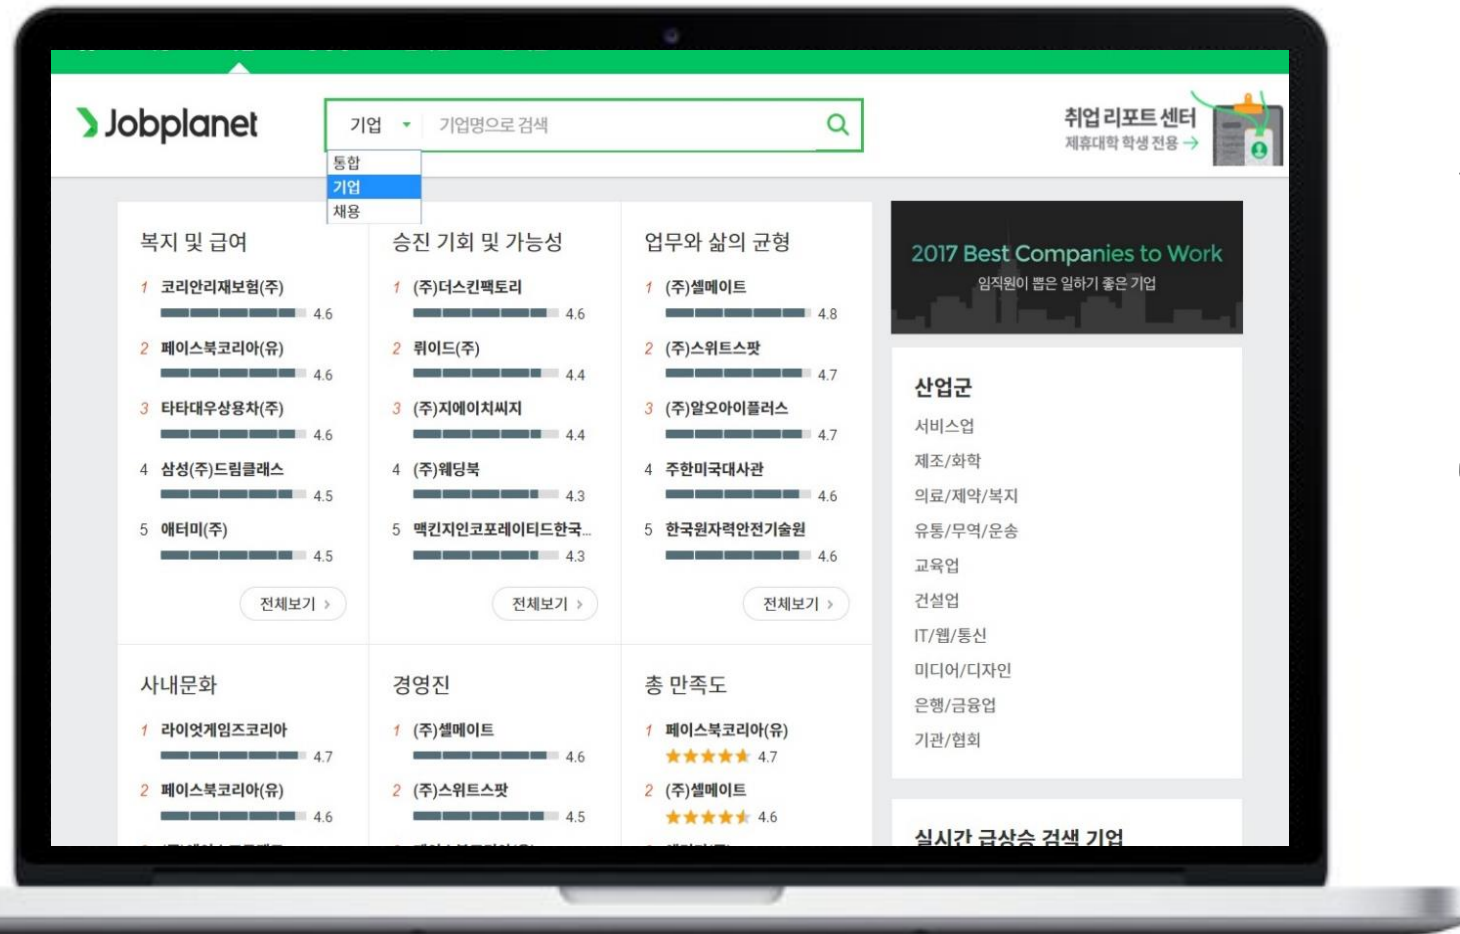 Jobplanet
기업
기업명으로 검색
통합
기업
채용
취업 리포트 센터
제휴대학 학생 전용 →
복지 및 급여
1 코리안리재보험(주)
4.6
2 페이스북코리아(유)
4.6
3 타타대우상용차(주)
4.6
4 삼성(주)드림클래스
4.5
5 애터미(주)
4.5
전체보기 >
승진 기회 및 가능성
1 (주)더스킨팩토리
4.6
2 뤼이드(주)
4.4
3 (주)지에이치씨지
4.4
4 (주)웨딩북
4.3
5 맥킨지인코포레이티드한국...
4.3
전체보기 >
업무와 삶의 균형
1 (주)셀메이트
4.8
2 (주)스위트스팟
4.7
3 (주)알오아이플러스
4.7
4 주한미국대사관
4.6
5 한국원자력안전기술원
4.6
전체보기 >
사내문화
1 라이엇게임즈코리아
4.7
2 페이스북코리아(유)
4.6
경영진
1 (주)셀메이트
4.6
2 (주)스위트스팟
4.5
총 만족도
1 페이스북코리아(유)
4.7
2 (주)셀메이트
4.6
2017 Best Companies to Work
임직원이 뽑은 일하기 좋은 기업
산업군
서비스업
제조/화학
의료/제약/복지
유통/무역/운송
교육업
건설업
IT/웹/통신
미디어/디자인
은행/금융업
기관/협회
실시간 급상승 검색 기업